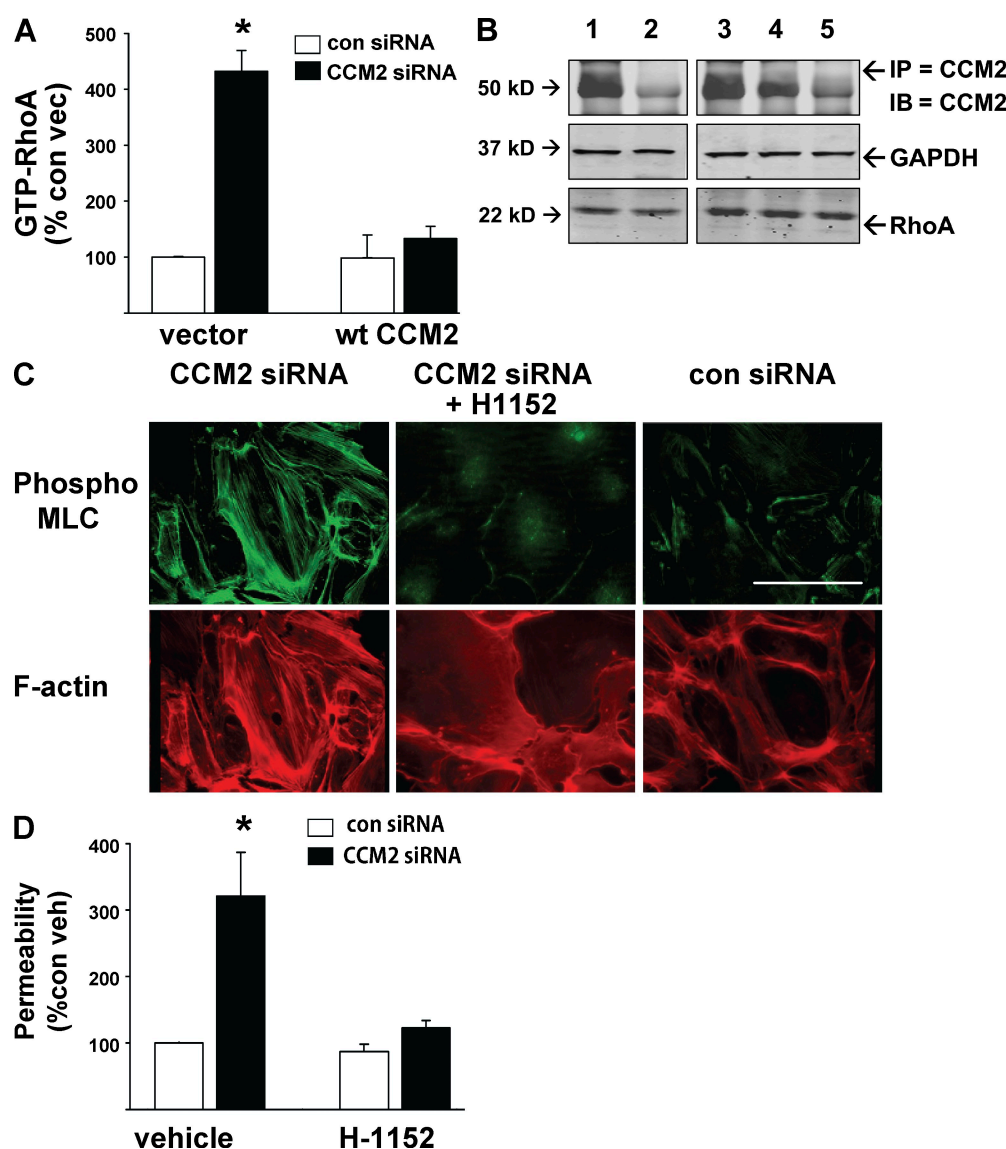 A
500
400
300
200
100
GTP-RhoA
(% con vec)
*
con siRNA
CCM2 siRNA
vector
wt CCM2
B
1 2 3 4 5
50 kD →
← IP = CCM2
IB = CCM2
37 kD →
← GAPDH
22 kD →
← RhoA
C
CCM2 siRNA
CCM2 siRNA
+ H1152
con siRNA
Phospho
MLC
F-actin
D
400
300
200
100
Permeability
(%con veh)
*
con siRNA
CCM2 siRNA
vehicle
H-1152